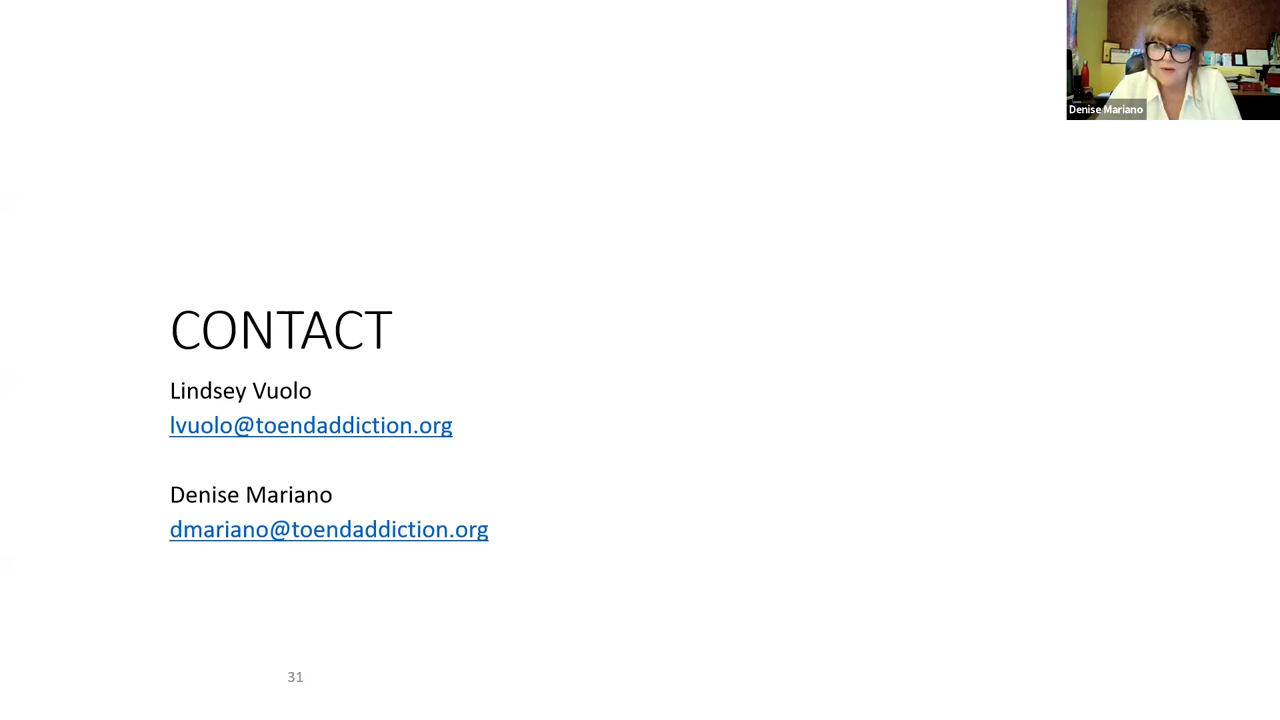 Denise Mariano
CONTACT
Lindsey Vuolo
lvuolo@toendaddiction.org
Denise Mariano
dmariano@toendaddiction.org
31